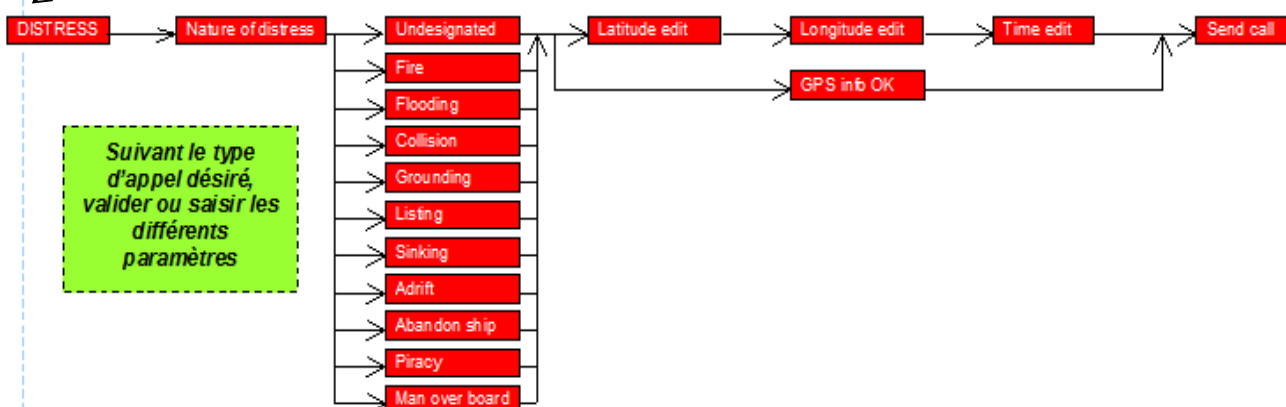 DISTRESS
Nature of distress
Undesignated
Latitude edit
Longitude edit
Time edit
Send call
Fire
GPS info OK
Flooding
Collision
Grounding
Listing
Sinking
Adrift
Abandon ship
Piracy
Man over board
Suivant le type
d'appel désiré,
valider ou saisir les
différents
paramètres